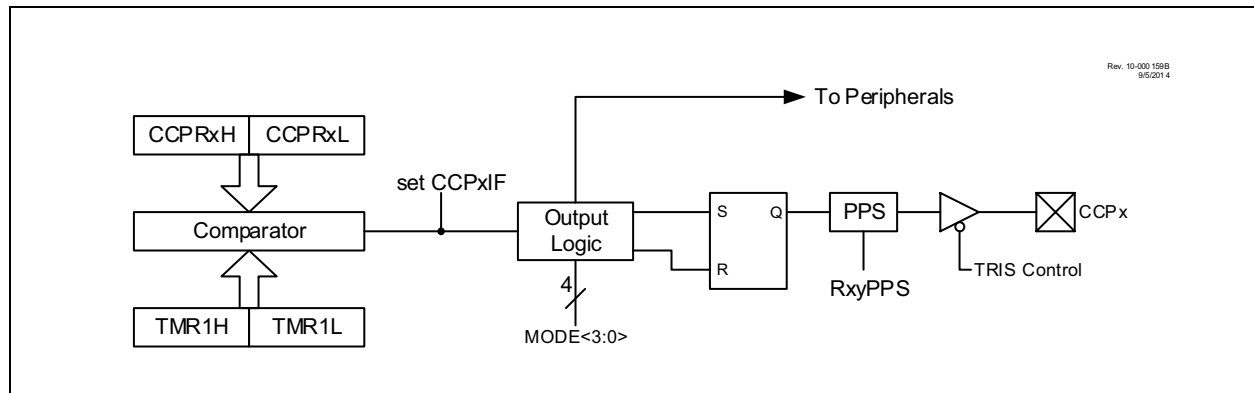 Rev. 10-000 159B
9/5/2014
To Peripherals
CCPRxH CCPRxL
set CCPxIF
Comparator
Output
Logic
S Q
R
PPS
CCPx
TRIS Control
RxyPPS
4
TMR1H TMR1L
MODE<3:0>